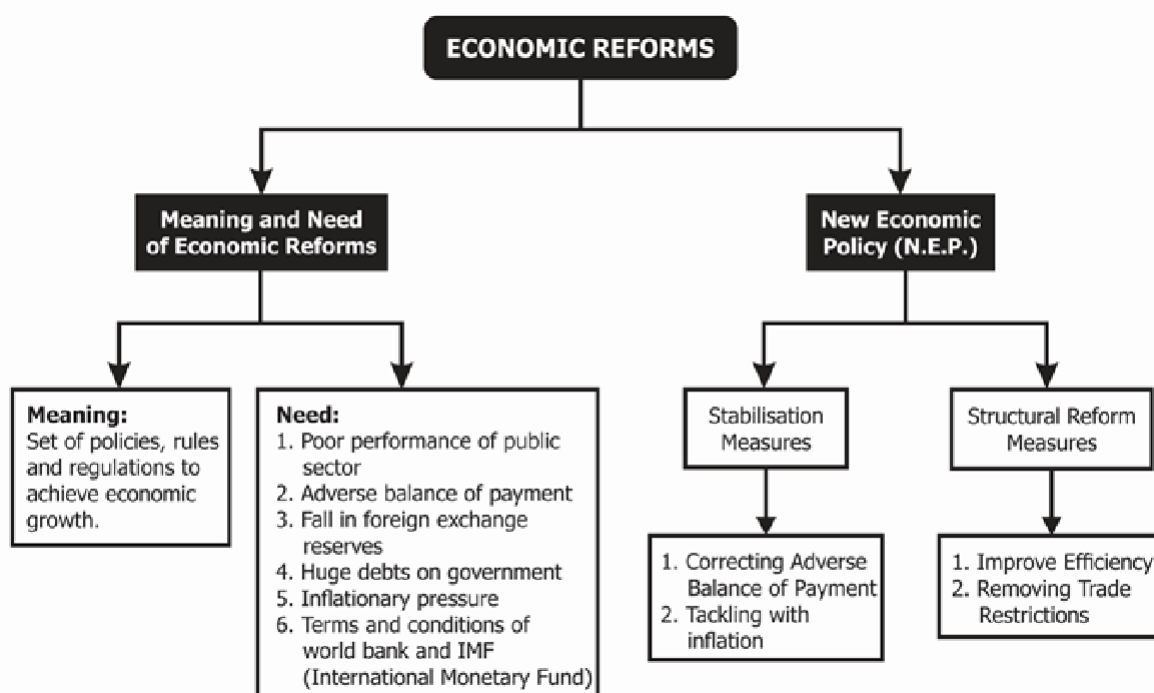 ECONOMIC REFORMS
Meaning and Need
of Economic Reforms
New Economic
Policy (N.E.P.)
Meaning:
Set of policies, rules
and regulations to
achieve economic
growth.
Need:
1. Poor performance of public
sector
2. Adverse balance of payment
3. Fall in foreign exchange
reserves
4. Huge debts on government
5. Inflationary pressure
6. Terms and conditions of
world bank and IMF
(International Monetary Fund)
Stabilisation
Measures
Structural Reform
Measures
1. Correcting Adverse
Balance of Payment
2. Tackling with
inflation
1. Improve Efficiency
2. Removing Trade
Restrictions